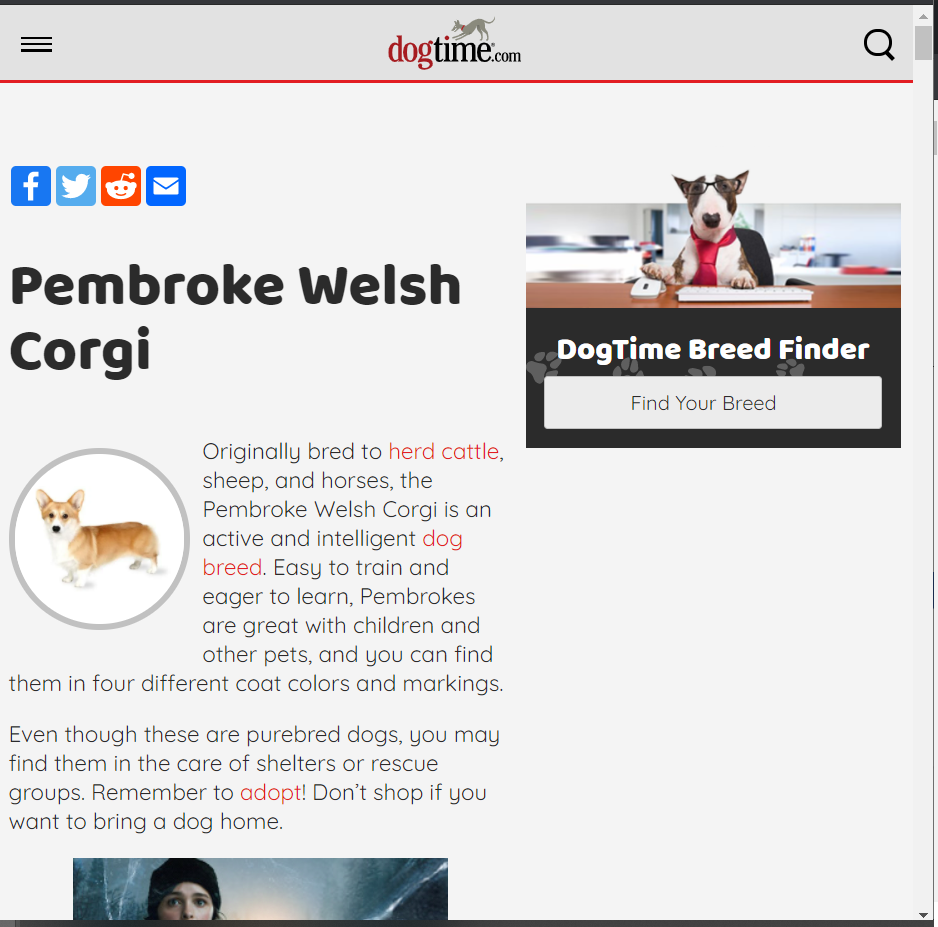 dogtime.com
Pembroke Welsh
Corgi
Originally bred to herd cattle,
sheep, and horses, the
Pembroke Welsh Corgi is an
active and intelligent dog
breed. Easy to train and
eager to learn, Pembrokes
are great with children and
other pets, and you can find
them in four different coat colors and markings.
Even though these are purebred dogs, you may
find them in the care of shelters or rescue
groups. Remember to adopt! Don’t shop if you
want to bring a dog home.
DogTime Breed Finder
Find Your Breed